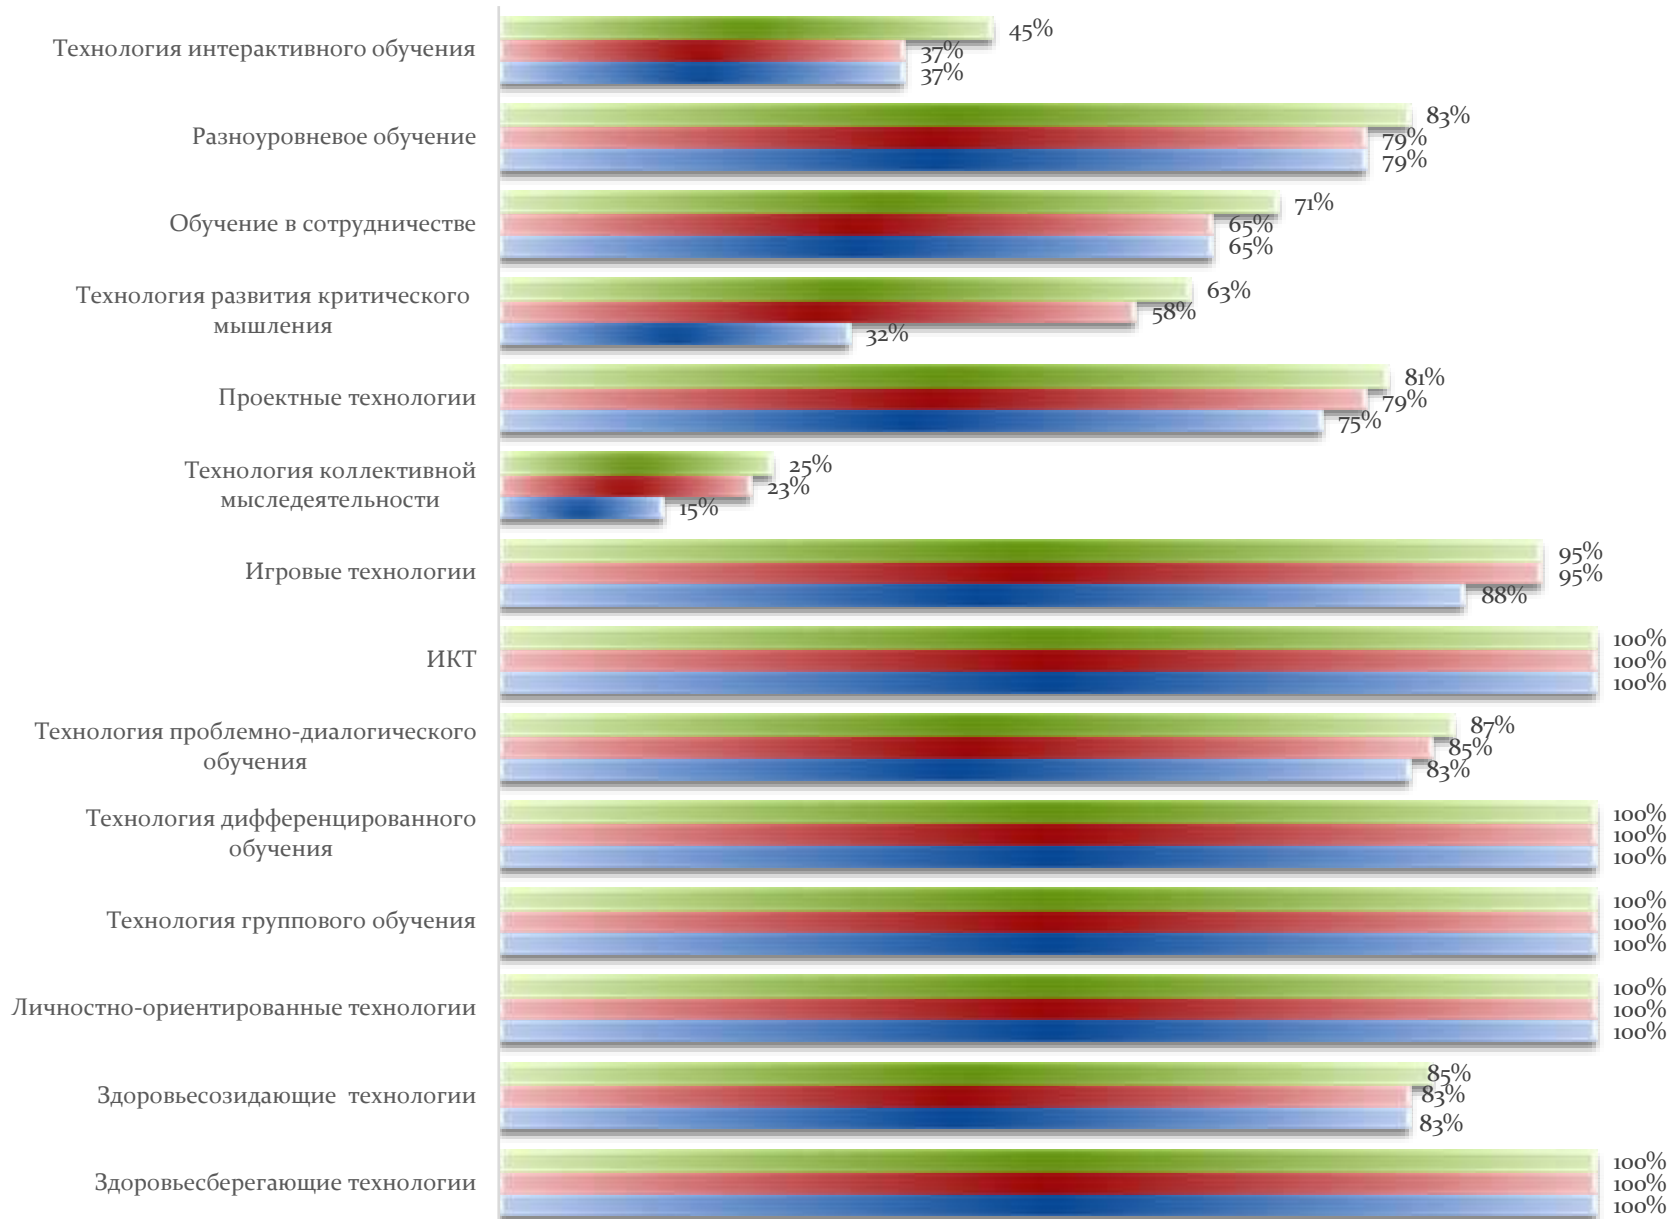 Технология интерактивного обучения
45%
37%
37%
Разноуровневое обучение
83%
79%
79%
Обучение в сотрудничестве
71%
65%
65%
Технология развития критического
мышления
63%
58%
32%
Проектные технологии
81%
79%
75%
Технология коллективной
мыследеятельности
25%
23%
15%
Игровые технологии
95%
95%
88%
ИКТ
100%
100%
100%
Технология проблемно-диалогического
обучения
87%
85%
83%
Технология дифференцированного
обучения
100%
100%
100%
Технология группового обучения
100%
100%
100%
Личностно-ориентированные технологии
100%
100%
100%
Здоровьесозидающие  технологии
85%
83%
83%
Здоровьесберегающие технологии
100%
100%
100%